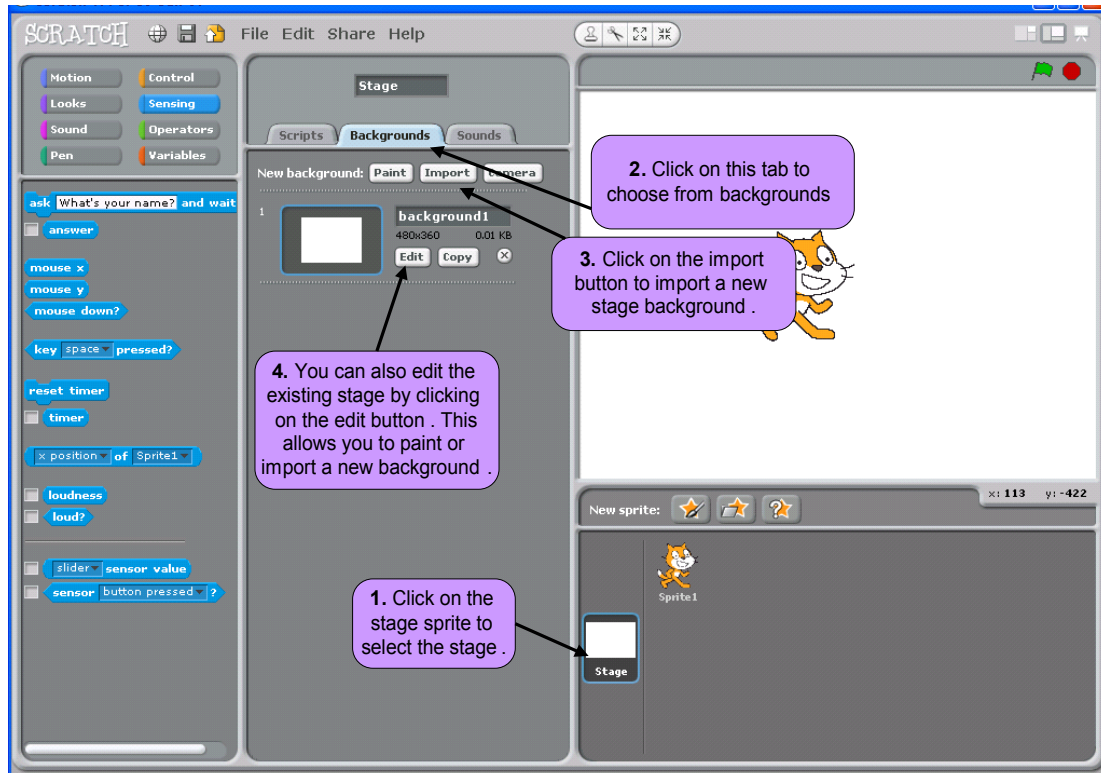 SCRATCH File Edit Share Help
Motion Control
Looks Sensing
Sound Operators
Pen Variables
ask What's your name? and wait
answer
mouse x
mouse y
mouse down?
key space pressed?
reset timer
timer
x position of Sprite1
loudness
loud?
slider sensor value
sensor button pressed ?
Stage
Scripts Backgrounds Sounds
New background: Paint Import Camera
1
background1
480x360 0.01 KB
Edit Copy
2. Click on this tab to
choose from backgrounds
3. Click on the import
button to import a new
stage background .
4. You can also edit the
existing stage by clicking
on the edit button . This
allows you to paint or
import a new background .
1. Click on the
stage sprite to
select the stage .
x: 113 y: -422
New sprite:
Sprite1
Stage